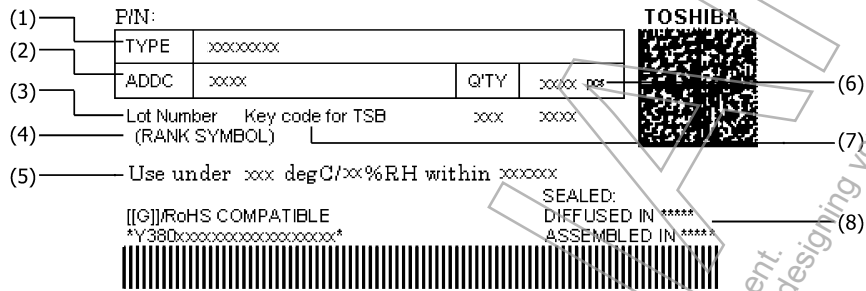 (1) P/N: TOSHIBA
TYPE xxxxxxxx
(2)
ADDC xxxx Q'TY xxxx pcs (6)
(3) Lot Number Key code for TSB xxx xxxx
(4) (RANK SYMBOL) (7)
(5) Use under xxx degC/xx%RH within xxxxxx
SEALED:
[[G]]/RoHS COMPATIBLE DIFFUSED IN ***** (8)
*Y380xxxxxxxxxxxxxxxxx* ASSEMBLED IN *****